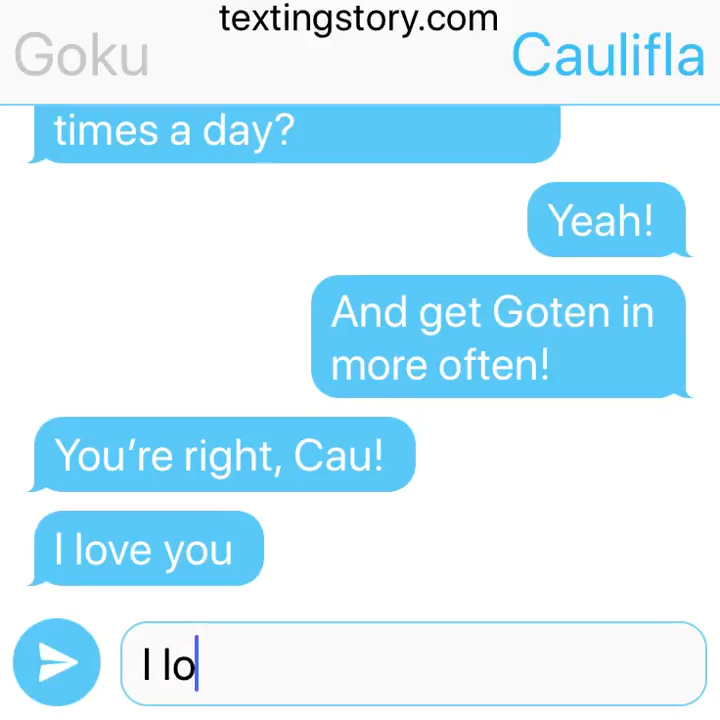 textingstory.com
Goku
Caulifla
times a day?
Yeah!
And get Goten in
more often!
You’re right, Cau!
I love you
I lo